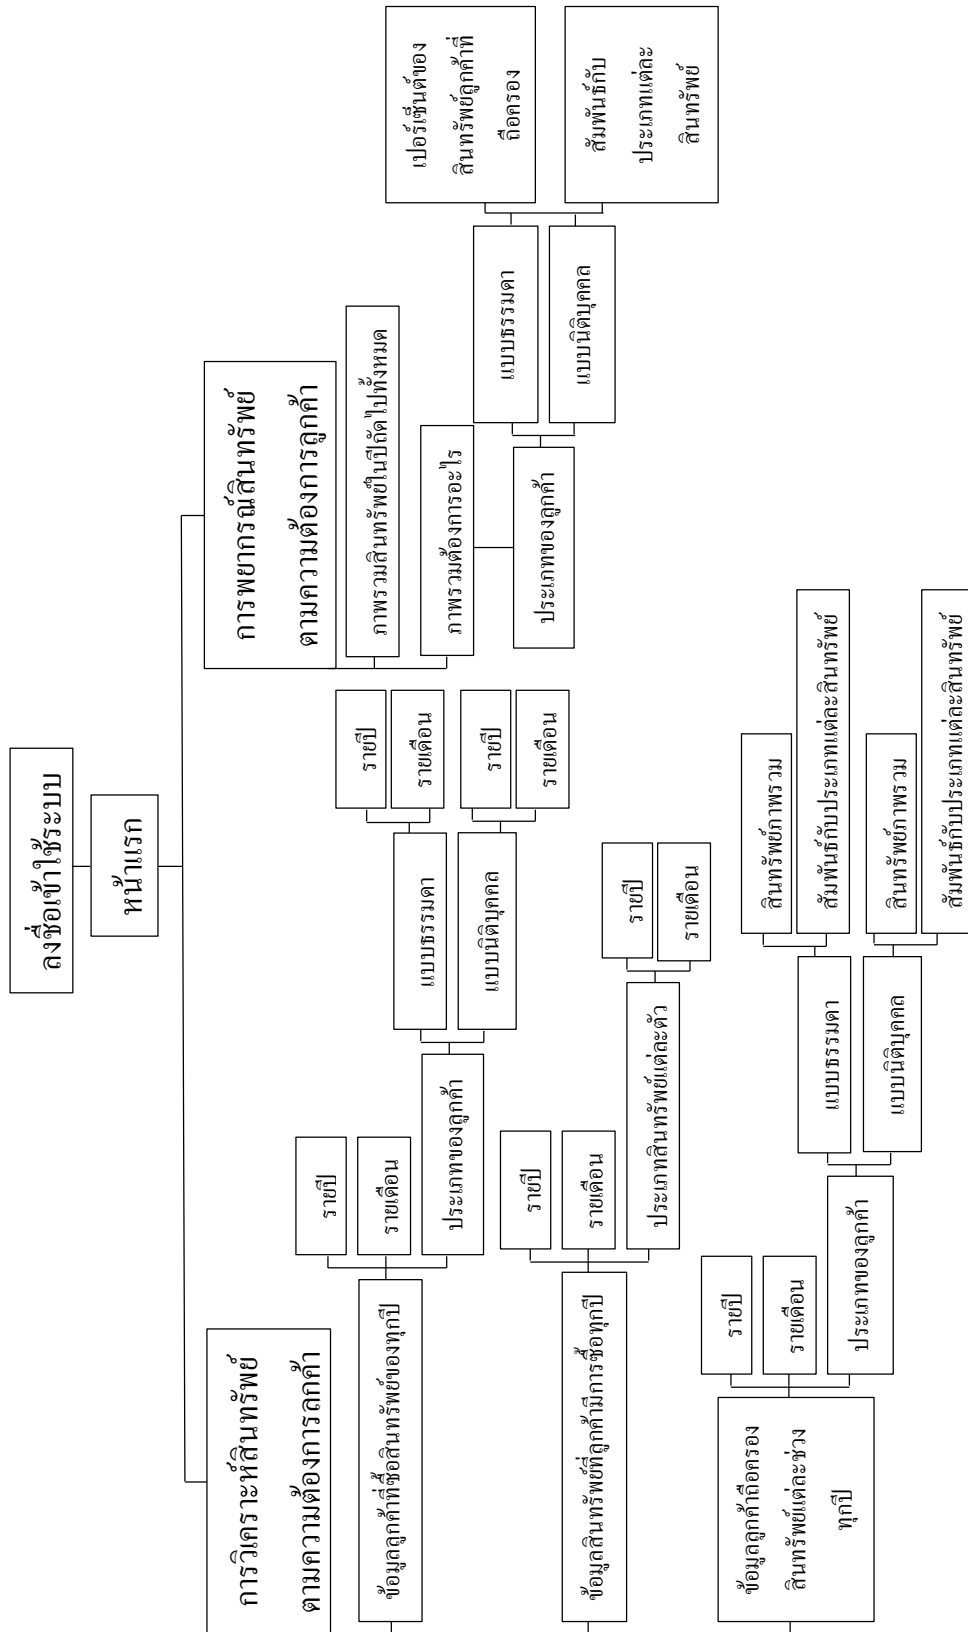 ลงชื่อเข้าใช้ระบบ
หน้าแรก
การวิเคราะห์สินทรัพย์
ตามความต้องการลูกค้า
ข้อมูลลูกค้าที่ซื้อสินทรัพย์ของทุกปี
รายปี
รายเดือน
ประเภทของลูกค้า
แบบธรรมดา
รายปี
รายเดือน
แบบนิติบุคคล
รายปี
รายเดือน
ข้อมูลสินทรัพย์ที่ลูกค้ามีการซื้อทุกปี
รายปี
รายเดือน
ประเภทสินทรัพย์แต่ละตัว
รายปี
รายเดือน
ข้อมูลลูกค้าถือครอง
สินทรัพย์แต่ละช่วง
ทุกปี
รายปี
รายเดือน
ประเภทของลูกค้า
แบบธรรมดา
สินทรัพย์ภาพรวม
สัมพันธ์กับประเภทแต่ละสินทรัพย์
แบบนิติบุคคล
สินทรัพย์ภาพรวม
สัมพันธ์กับประเภทแต่ละสินทรัพย์
การพยากรณ์สินทรัพย์
ตามความต้องการลูกค้า
ภาพรวมสินทรัพย์ในปีถัดไปทั้งหมด
ภาพรวมต้องการอะไร
ประเภทของลูกค้า
แบบธรรมดา
แบบนิติบุคคล
เปอร์เซ็นต์ของ
สินทรัพย์ลูกค้าที่
ถือครอง
สัมพันธ์กับ
ประเภทแต่ละ
สินทรัพย์